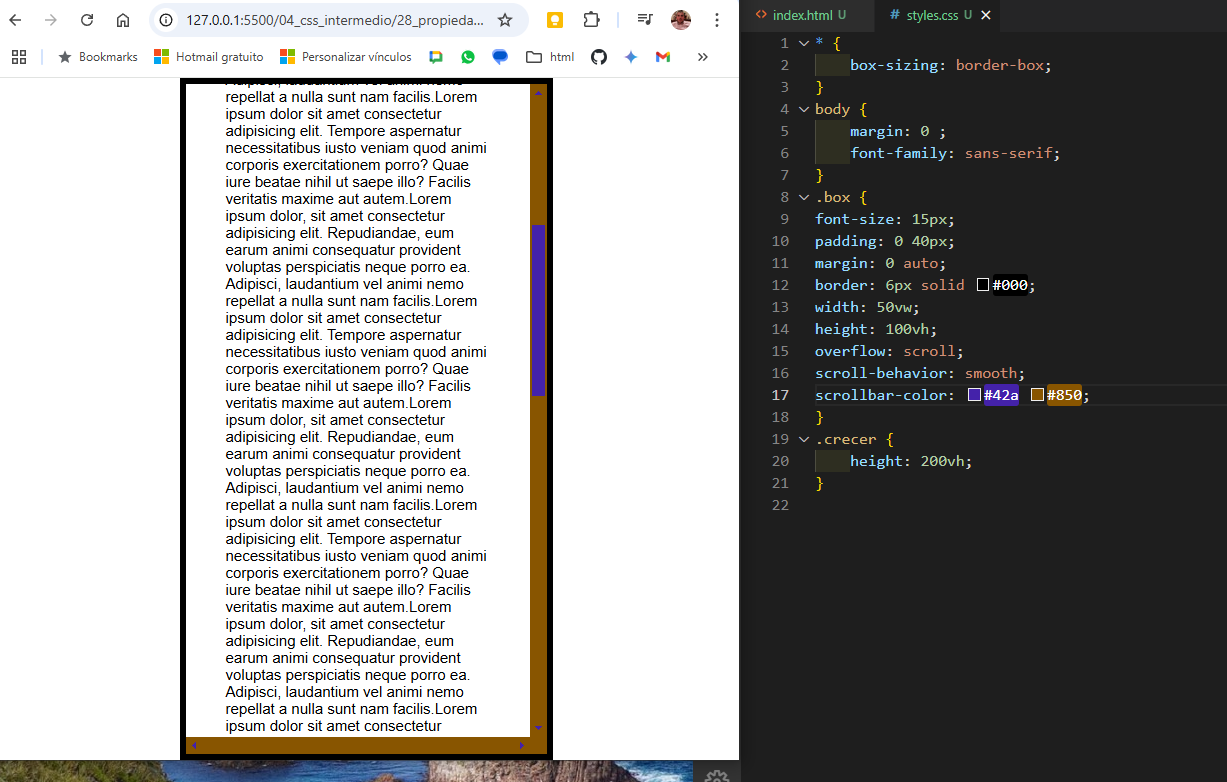 127.0.0.1:5500/04_css_intermedio/28_propieda...
Bookmarks
Hotmail gratuito
Personalizar vínculos
html
»
repellat a nulla sunt nam facilis.Lorem
ipsum dolor sit amet consectetur
adipisicing elit. Tempore aspernatur
necessitatibus iusto veniam quod animi
corporis exercitationem porro? Quae
iure beatae nihil ut saepe illo? Facilis
veritatis maxime aut autem.Lorem
ipsum dolor, sit amet consectetur
adipisicing elit. Repudiandae, eum
earum animi consequatur provident
voluptas perspiciatis neque porro ea.
Adipisci, laudantium vel animi nemo
repellat a nulla sunt nam facilis.Lorem
ipsum dolor sit amet consectetur
adipisicing elit. Tempore aspernatur
necessitatibus iusto veniam quod animi
corporis exercitationem porro? Quae
iure beatae nihil ut saepe illo? Facilis
veritatis maxime aut autem.Lorem
ipsum dolor, sit amet consectetur
adipisicing elit. Repudiandae, eum
earum animi consequatur provident
voluptas perspiciatis neque porro ea.
Adipisci, laudantium vel animi nemo
repellat a nulla sunt nam facilis.Lorem
ipsum dolor sit amet consectetur
adipisicing elit. Tempore aspernatur
necessitatibus iusto veniam quod animi
corporis exercitationem porro? Quae
iure beatae nihil ut saepe illo? Facilis
veritatis maxime aut autem.Lorem
ipsum dolor, sit amet consectetur
adipisicing elit. Repudiandae, eum
earum animi consequatur provident
voluptas perspiciatis neque porro ea.
Adipisci, laudantium vel animi nemo
repellat a nulla sunt nam facilis.Lorem
ipsum dolor sit amet consectetur
<> index.html U
# styles.css U ×
1 * {
2 box-sizing: border-box;
3 }
4 body {
5 margin: 0 ;
6 font-family: sans-serif;
7 }
8 .box {
9 font-size: 15px;
10 padding: 0 40px;
11 margin: 0 auto;
12 border: 6px solid #000;
13 width: 50vw;
14 height: 100vh;
15 overflow: scroll;
16 scroll-behavior: smooth;
17 scrollbar-color: #42a #850;
18 }
19 .crecer {
20 height: 200vh;
21 }
22